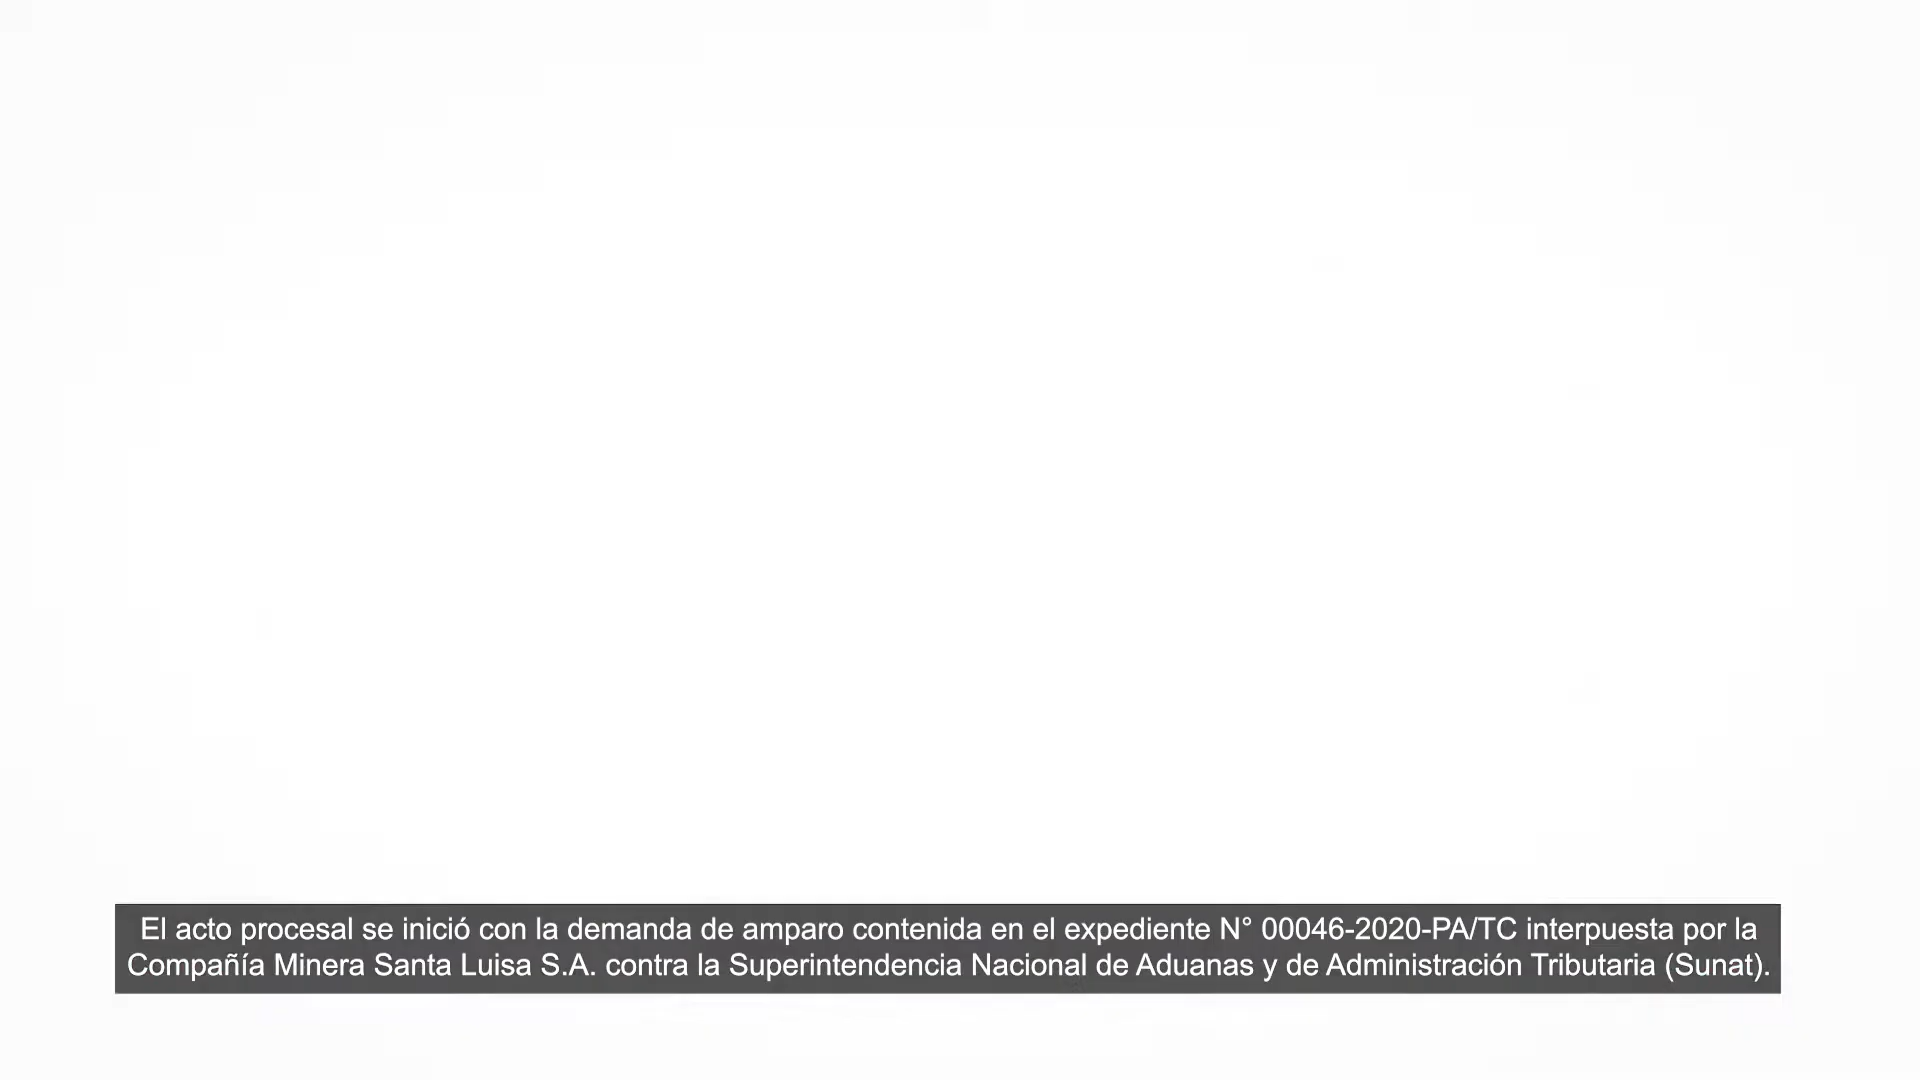 El acto procesal se inició con la demanda de amparo contenida en el expediente N° 00046-2020-PA/TC interpuesta por la
Compañía Minera Santa Luisa S.A. contra la Superintendencia Nacional de Aduanas y de Administración Tributaria (Sunat).